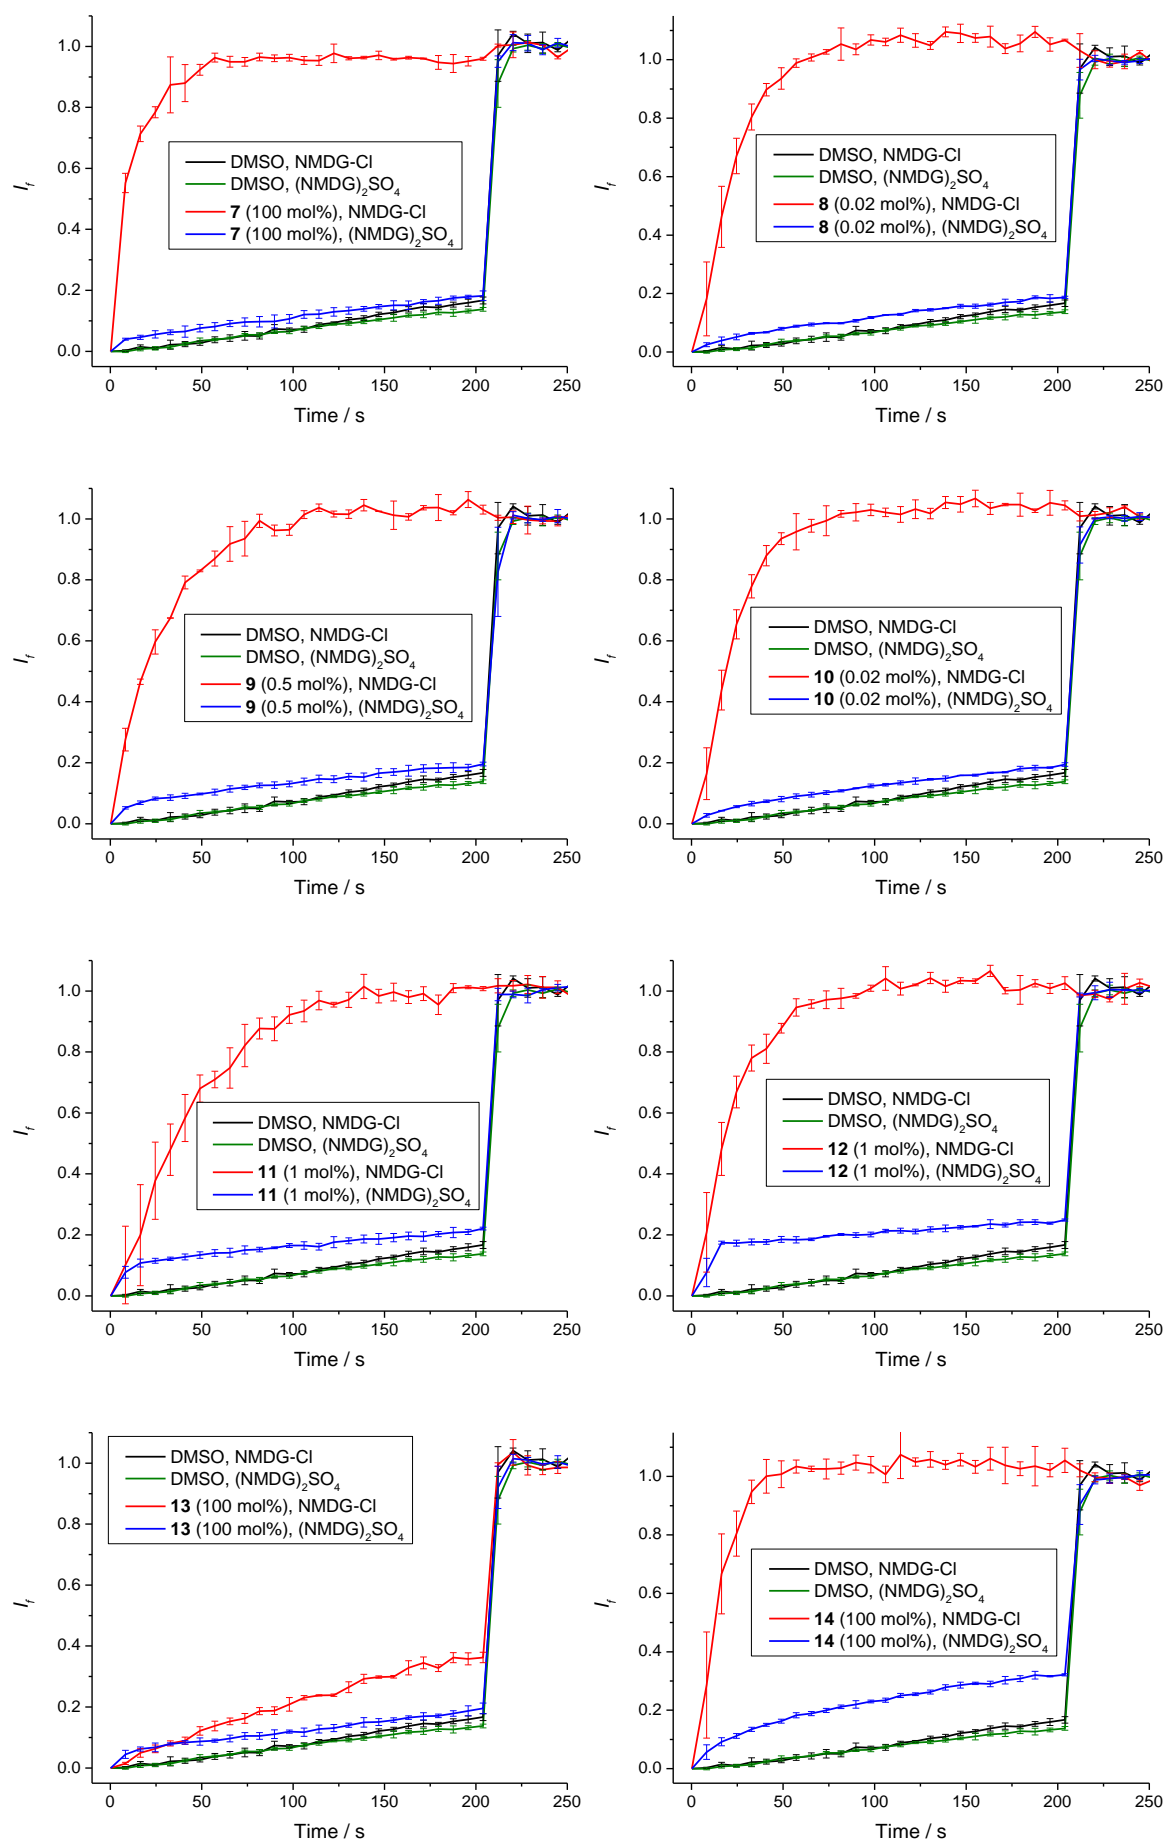 1.0
0.8
0.6
0.4
0.2
0.0
I_f
DMSO, NMDG-Cl
DMSO, (NMDG)₂SO₄
7 (100 mol%), NMDG-Cl
7 (100 mol%), (NMDG)₂SO₄
0 50 100 150 200 250
Time / s
1.0
0.8
0.6
0.4
0.2
0.0
I_f
DMSO, NMDG-Cl
DMSO, (NMDG)₂SO₄
8 (0.02 mol%), NMDG-Cl
8 (0.02 mol%), (NMDG)₂SO₄
0 50 100 150 200 250
Time / s
1.0
0.8
0.6
0.4
0.2
0.0
I_f
DMSO, NMDG-Cl
DMSO, (NMDG)₂SO₄
9 (0.5 mol%), NMDG-Cl
9 (0.5 mol%), (NMDG)₂SO₄
0 50 100 150 200 250
Time / s
1.0
0.8
0.6
0.4
0.2
0.0
I_f
DMSO, NMDG-Cl
DMSO, (NMDG)₂SO₄
10 (0.02 mol%), NMDG-Cl
10 (0.02 mol%), (NMDG)₂SO₄
0 50 100 150 200 250
Time / s
1.0
0.8
0.6
0.4
0.2
0.0
I_f
DMSO, NMDG-Cl
DMSO, (NMDG)₂SO₄
11 (1 mol%), NMDG-Cl
11 (1 mol%), (NMDG)₂SO₄
0 50 100 150 200 250
Time / s
1.0
0.8
0.6
0.4
0.2
0.0
I_f
DMSO, NMDG-Cl
DMSO, (NMDG)₂SO₄
12 (1 mol%), NMDG-Cl
12 (1 mol%), (NMDG)₂SO₄
0 50 100 150 200 250
Time / s
1.0
0.8
0.6
0.4
0.2
0.0
I_f
DMSO, NMDG-Cl
DMSO, (NMDG)₂SO₄
13 (100 mol%), NMDG-Cl
13 (100 mol%), (NMDG)₂SO₄
0 50 100 150 200 250
Time / s
1.0
0.8
0.6
0.4
0.2
0.0
I_f
DMSO, NMDG-Cl
DMSO, (NMDG)₂SO₄
14 (100 mol%), NMDG-Cl
14 (100 mol%), (NMDG)₂SO₄
0 50 100 150 200 250
Time / s